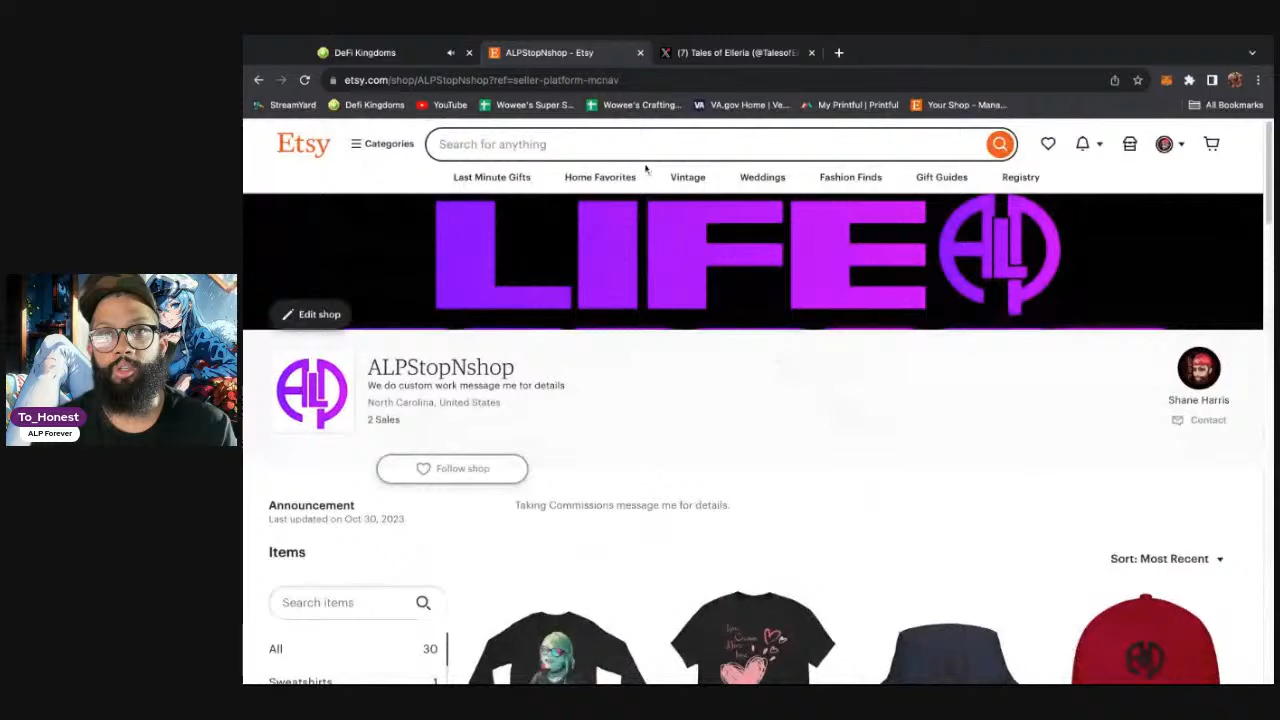 DeFi Kingdoms
ALPStopNshop - Etsy
(7) Tales of Elleria (@TalesofE
etsy.com/shop/ALPStopNshop?ref=seller-platform-mcnav
StreamYard
Defi Kingdoms
YouTube
Wowee's Super S...
Wowee's Crafting...
VA.gov Home | Ve...
My Printful | Printful
Your Shop - Mana...
All Bookmarks
Etsy
Categories
Search for anything
Last Minute Gifts
Home Favorites
Vintage
Weddings
Fashion Finds
Gift Guides
Registry
LIFE
ALP
Edit shop
ALP
ALPStopNshop
We do custom work message me for details
North Carolina, United States
2 Sales
Shane Harris
Contact
To_Honest
ALP Forever
Follow shop
Announcement
Taking Commissions message me for details.
Last updated on Oct 30, 2023
Items
Sort: Most Recent
Search items
All
30
Sweatshirts
1